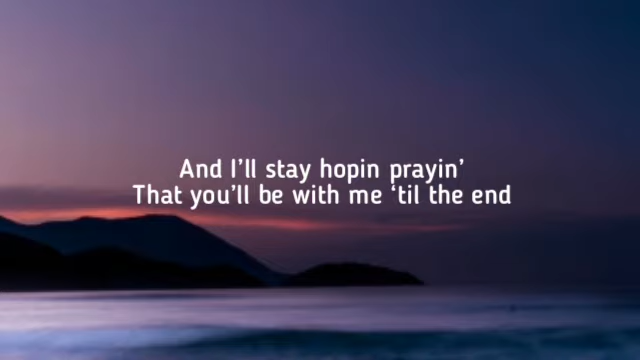 And I’ll stay hopin prayin’
That you’ll be with me ‘til the end